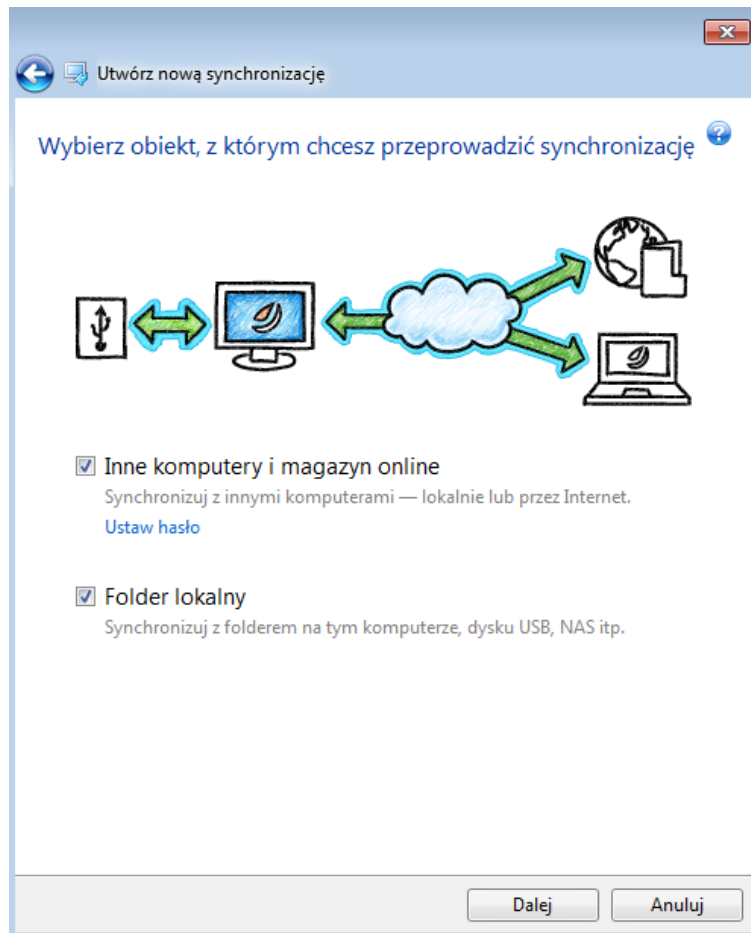 Utwórz nową synchronizację
Wybierz obiekt, z którym chcesz przeprowadzić synchronizację
Inne komputery i magazyn online
Synchronizuj z innymi komputerami — lokalnie lub przez Internet.
Ustaw hasło
Folder lokalny
Synchronizuj z folderem na tym komputerze, dysku USB, NAS itp.
Dalej
Anuluj